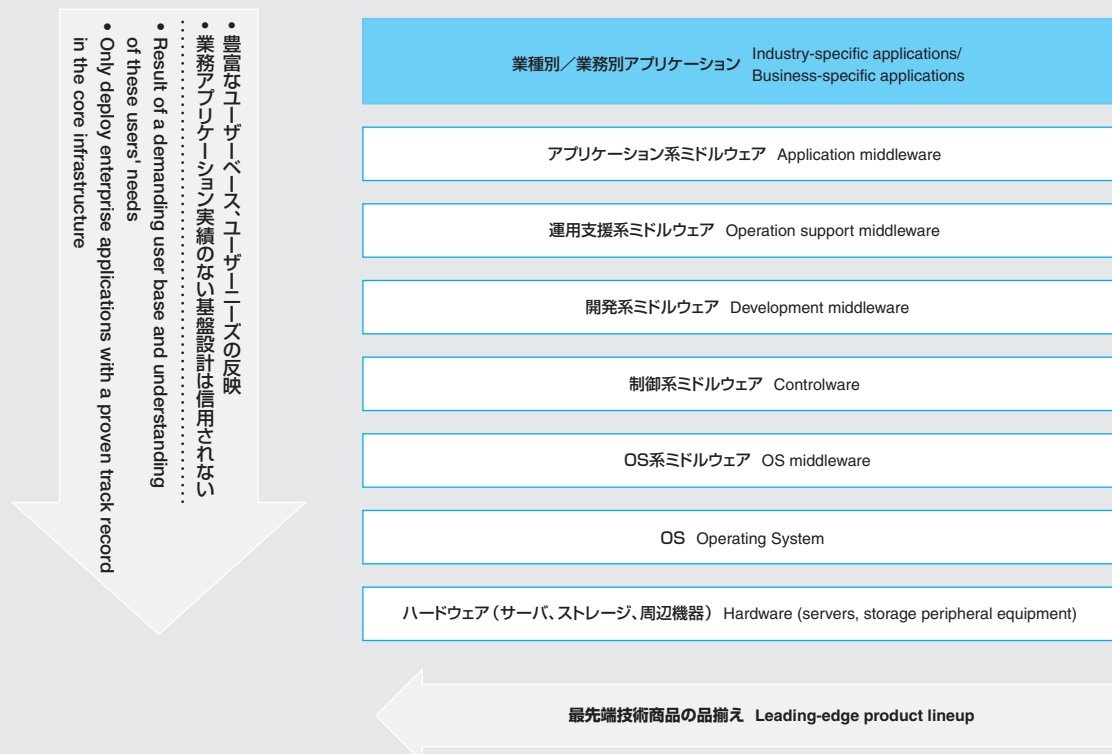 • 豊富なユーザーベース、ユーザーニーズの反映
• 業務アプリケーション実績のない基盤設計は信用されない
• Result of a demanding user base and understanding
of these users' needs
• Only deploy enterprise applications with a proven track record
in the core infrastructure
業種別／業務別アプリケーション Industry-specific applications/
Business-specific applications
アプリケーション系ミドルウェア Application middleware
運用支援系ミドルウェア Operation support middleware
開発系ミドルウェア Development middleware
制御系ミドルウェア Controlware
OS系ミドルウェア OS middleware
OS Operating System
ハードウェア（サーバ、ストレージ、周辺機器） Hardware (servers, storage peripheral equipment)
最先端技術商品の品揃え Leading-edge product lineup